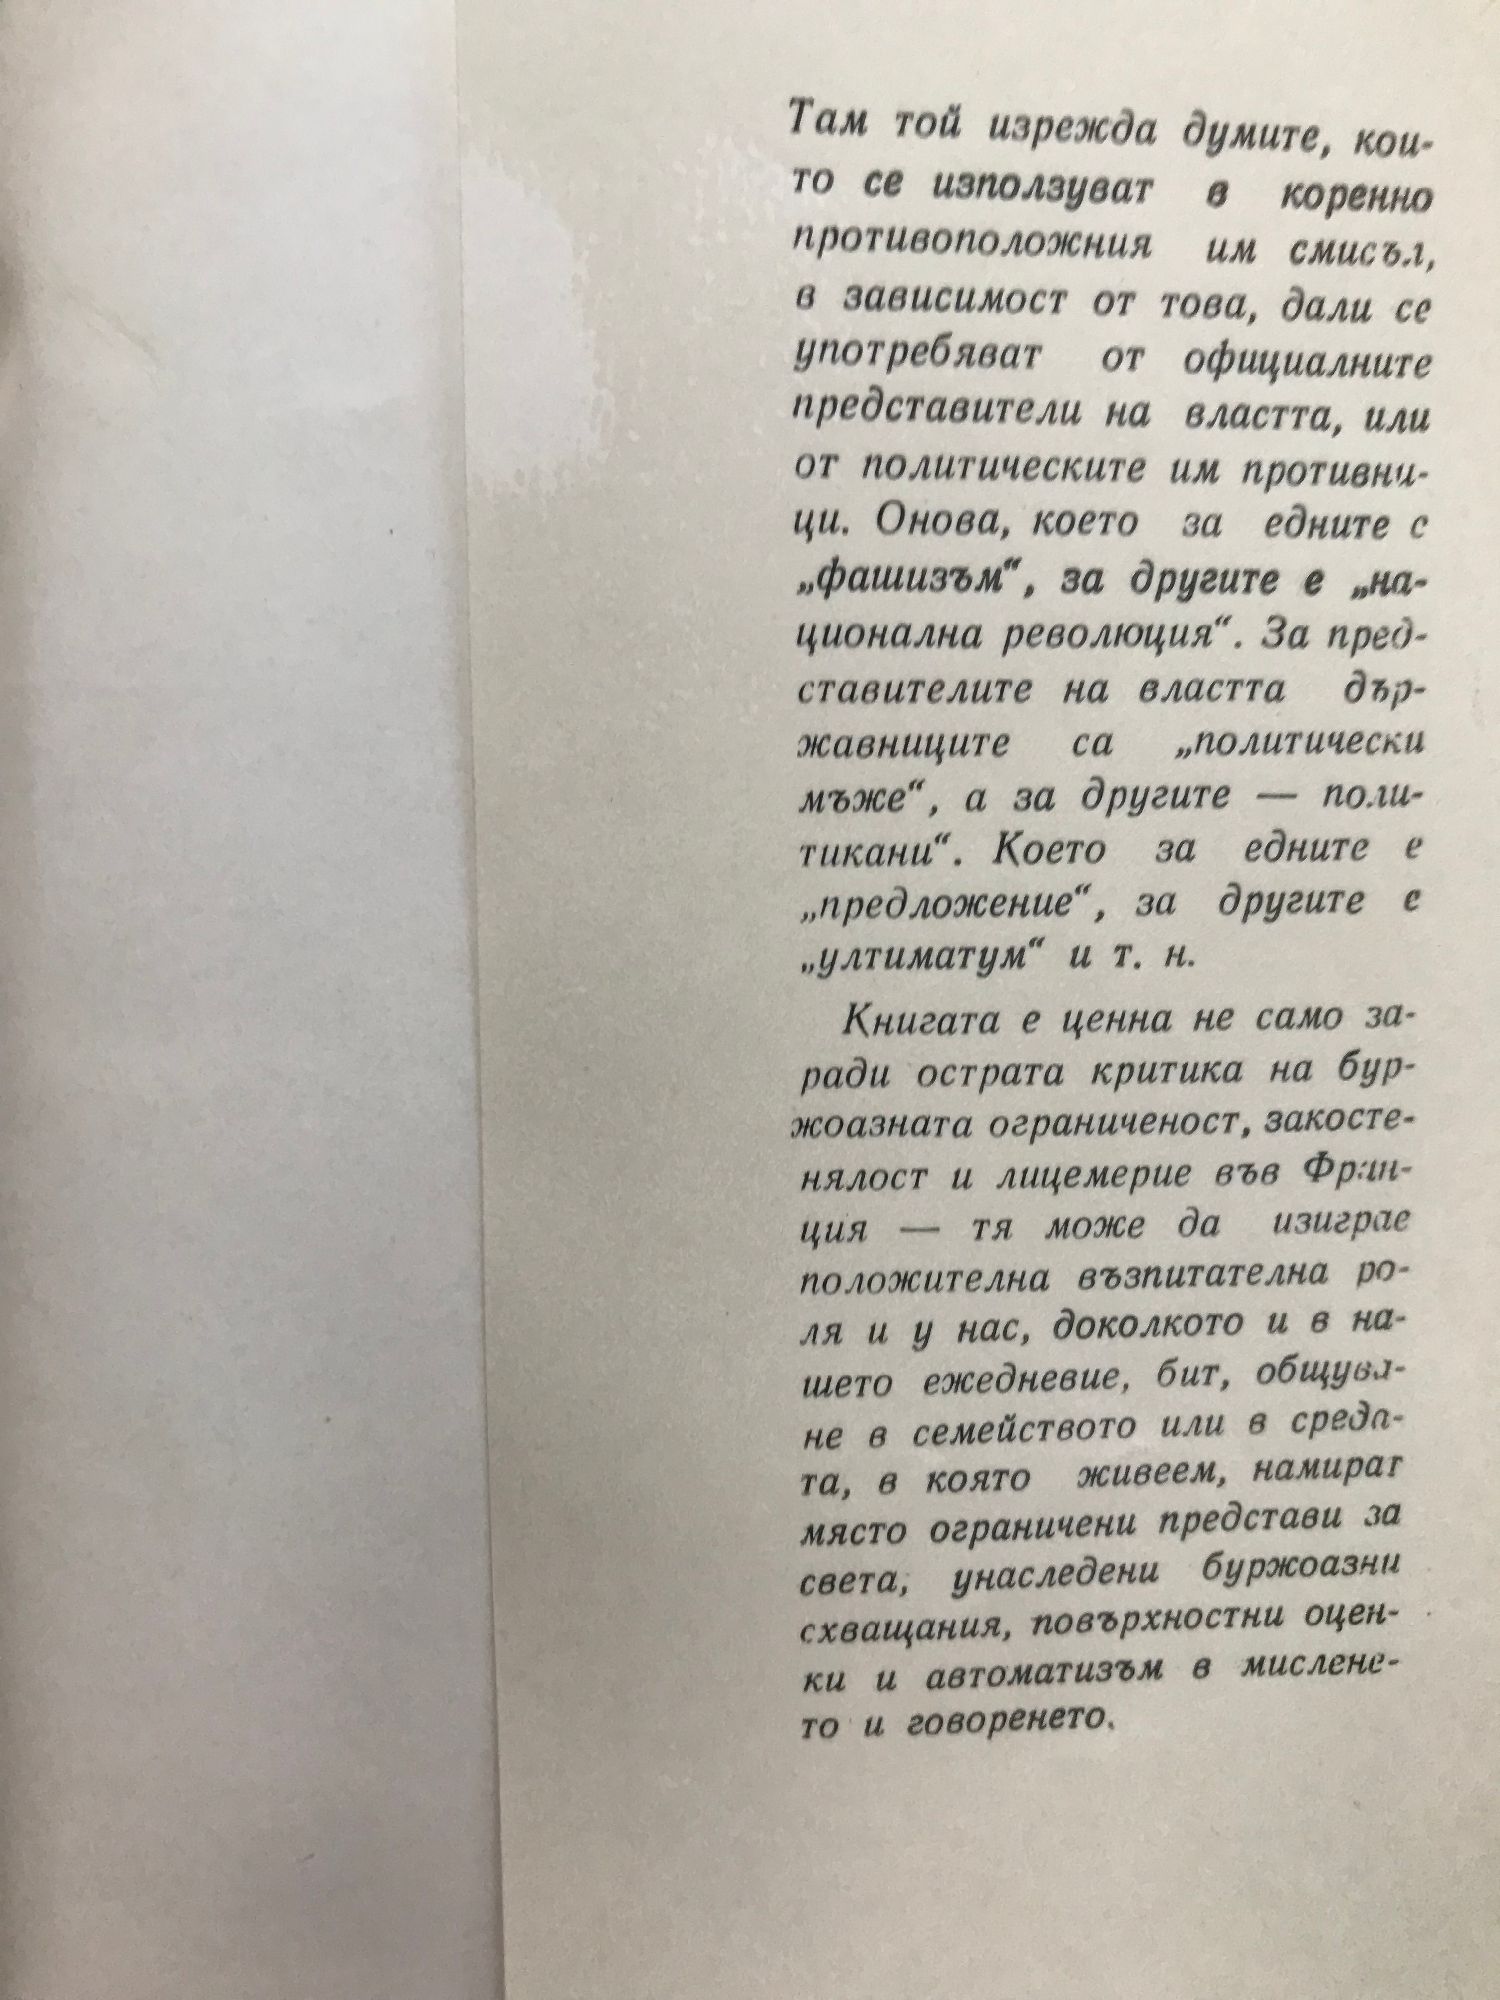 Там той изрежда думите, кои-
то се използуват в коренно
противоположния им смисъл,
в зависимост от това, дали се
употребяват от официалните
представители на властта, или
от политическите им противни-
ци. Онова, което за едните е
„фашизъм“, за другите е „на-
ционална революция“. За пред-
ставителите на властта дър-
жавниците са „политически
мъже“, а за другите — поли-
тикани“. Което за едните е
„предложение“, за другите е
„ултиматум“ и т. н.
Книгата е ценна не само за-
ради острата критика на бур-
жоазната ограниченост, закосте-
нялост и лицемерие във Фран-
ция — тя може да изиграе
положителна възпитателна ро-
ля и у нас, доколкото и в на-
шето ежедневие, бит, общува-
не в семейството или в среда-
та, в която живеем, намират
място ограничени представи за
света, унаследени буржоазни
схващания, повърхностни оцен-
ки и автоматизъм в мислене-
то и говоренето.